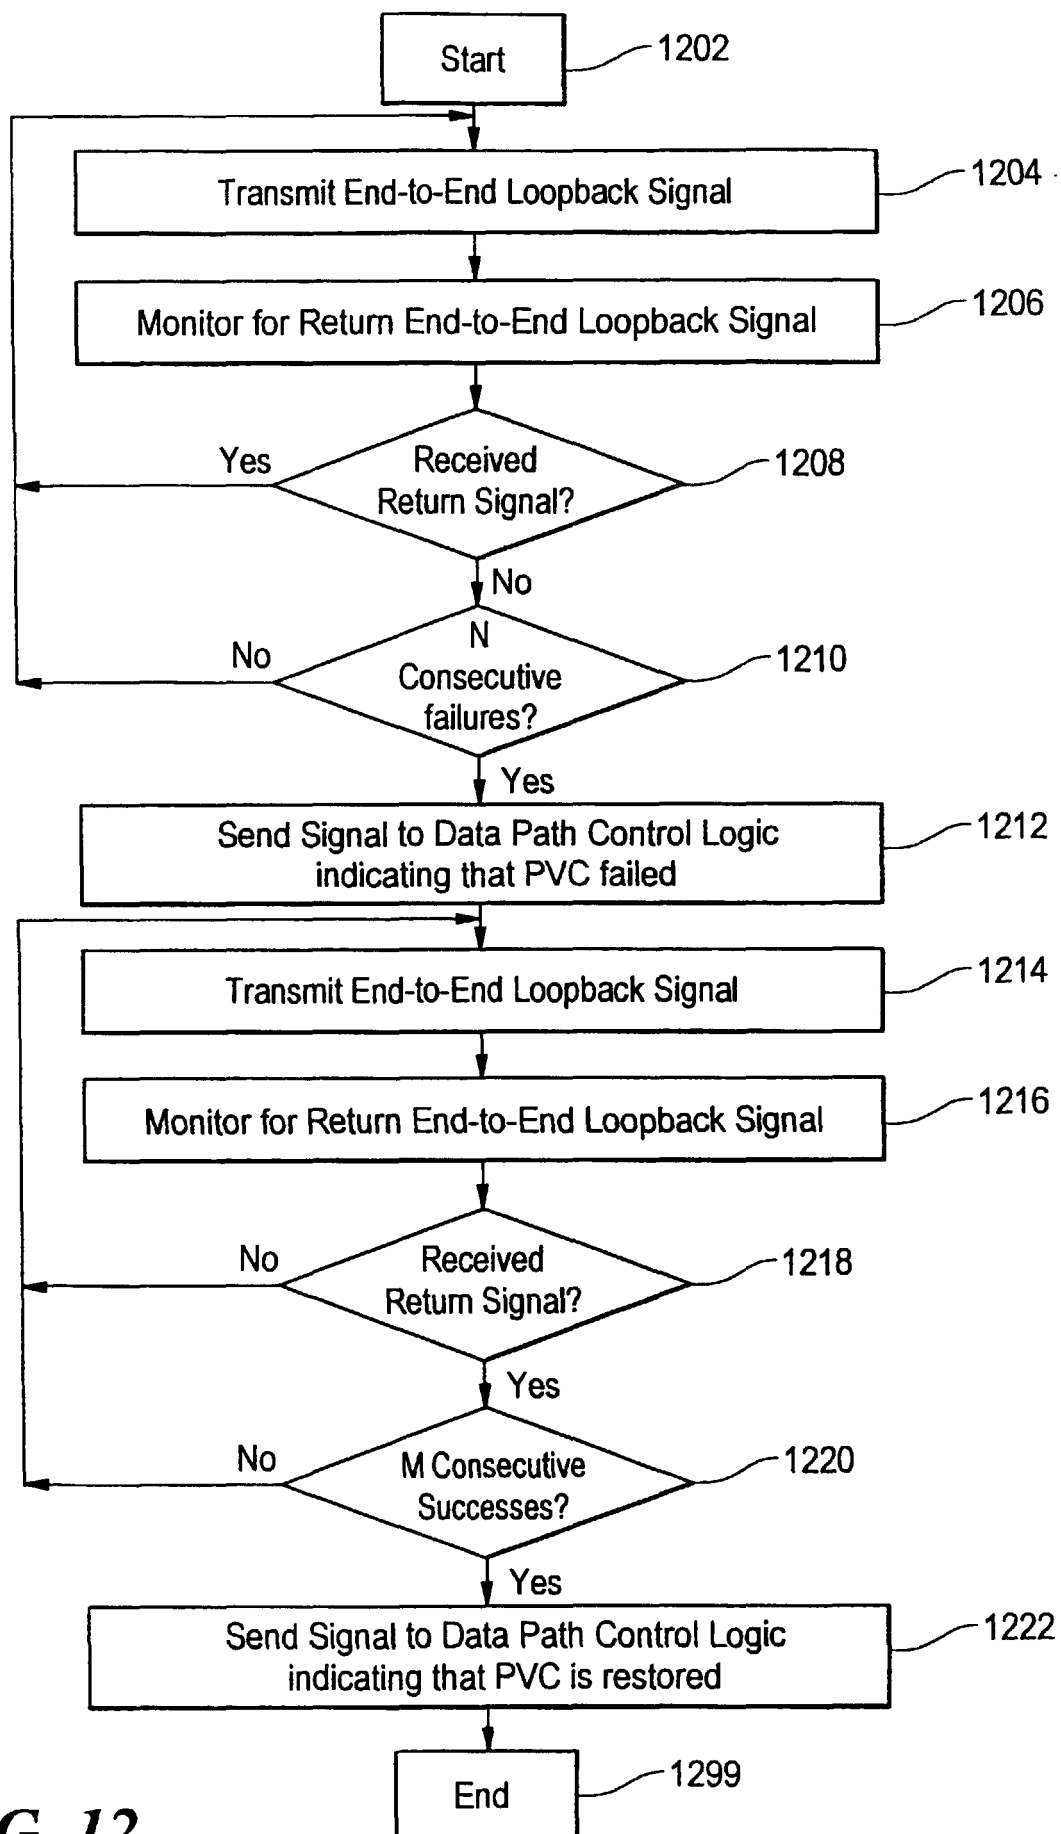 Start
1202
Transmit End-to-End Loopback Signal
1204
Monitor for Return End-to-End Loopback Signal
1206
Received
Return Signal?
1208
Yes
No
N
Consecutive
failures?
1210
No
Yes
Send Signal to Data Path Control Logic
indicating that PVC failed
1212
Transmit End-to-End Loopback Signal
1214
Monitor for Return End-to-End Loopback Signal
1216
Received
Return Signal?
1218
No
Yes
M Consecutive
Successes?
1220
No
Yes
Send Signal to Data Path Control Logic
indicating that PVC is restored
1222
End
1299
G. 12